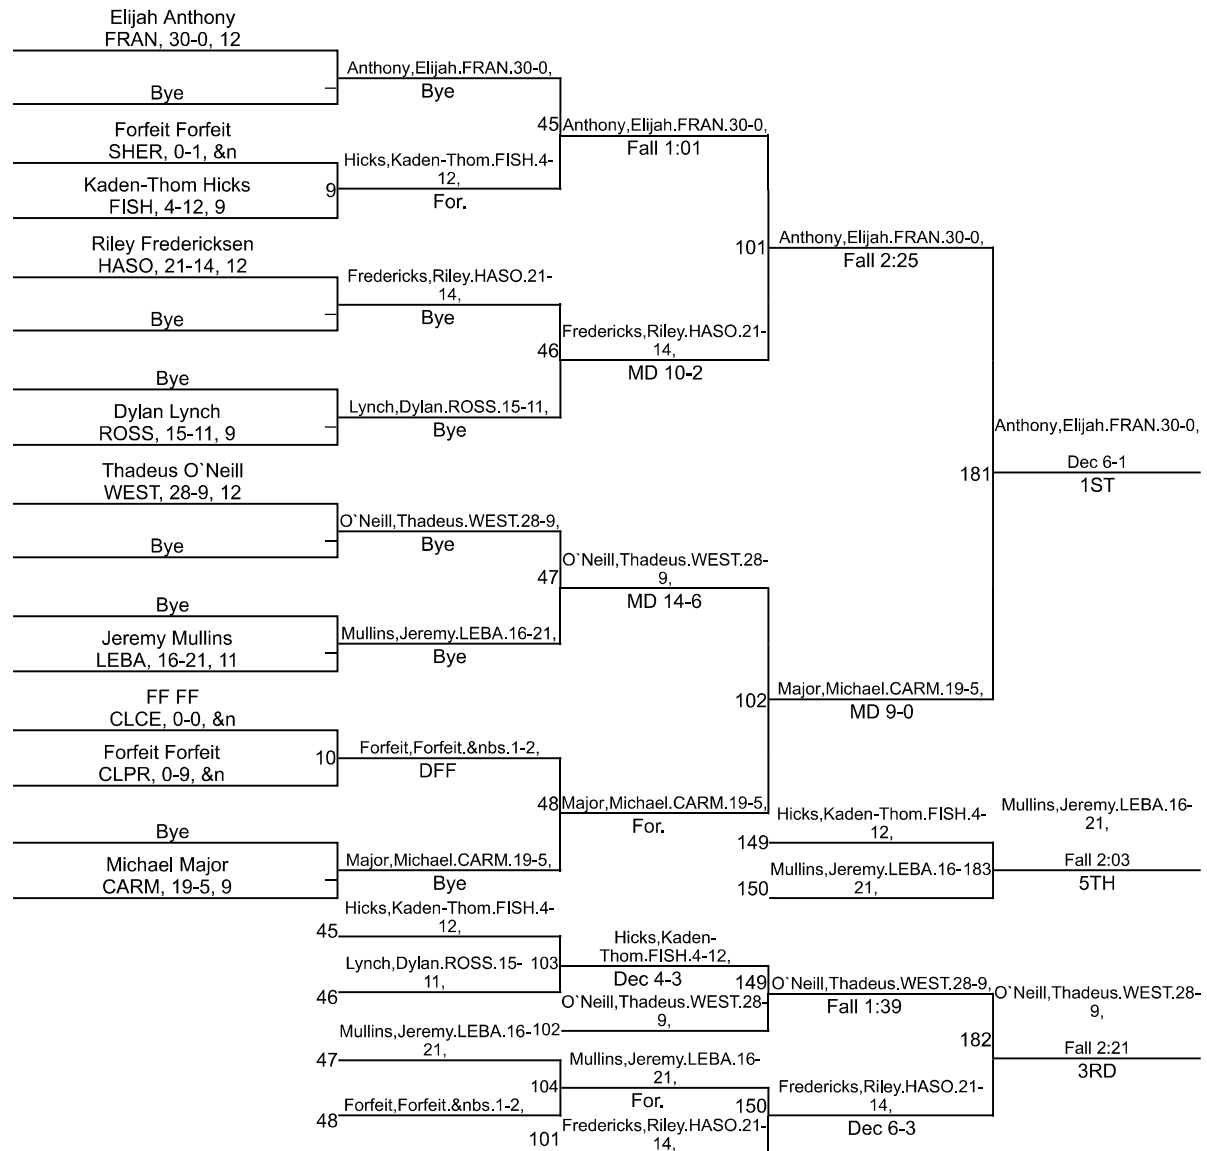 Elijah Anthony
FRAN, 30-0, 12
Bye
Forfeit Forfeit
SHER, 0-1, &n
Kaden-Thom Hicks
FISH, 4-12, 9
9
Riley Fredericksen
HASO, 21-14, 12
Bye
Bye
Dylan Lynch
ROSS, 15-11, 9
Thadeus O`Neill
WEST, 28-9, 12
Bye
Bye
Jeremy Mullins
LEBA, 16-21, 11
FF FF
CLCE, 0-0, &n
Forfeit Forfeit
CLPR, 0-9, &n
10
Bye
Michael Major
CARM, 19-5, 9
Anthony,Elijah.FRAN.30-0,
Bye
45
Hicks,Kaden-Thom.FISH.4-
12,
For.
Fredericks,Riley.HASO.21-
14,
Bye
46
Lynch,Dylan.ROSS.15-11,
Bye
O`Neill,Thadeus.WEST.28-9,
Bye
47
Mullins,Jeremy.LEBA.16-21,
Bye
Forfeit,Forfeit.&nbs.1-2,
DFF
48
Major,Michael.CARM.19-5,
Bye
Anthony,Elijah.FRAN.30-0,
Fall 1:01
101
Fredericks,Riley.HASO.21-
14,
MD 10-2
O`Neill,Thadeus.WEST.28-
9,
MD 14-6
102
Major,Michael.CARM.19-5,
For.
Anthony,Elijah.FRAN.30-0,
Fall 2:25
181
Major,Michael.CARM.19-5,
MD 9-0
Anthony,Elijah.FRAN.30-0,
Dec 6-1
1ST
149
Hicks,Kaden-Thom.FISH.4-
12,
150
Mullins,Jeremy.LEBA.16-
21,
183
Mullins,Jeremy.LEBA.16-
21,
Fall 2:03
5TH
45
Hicks,Kaden-Thom.FISH.4-
12,
46
Lynch,Dylan.ROSS.15-
11,
103
47
Mullins,Jeremy.LEBA.16-
21,
48
Forfeit,Forfeit.&nbs.1-2,
104
Hicks,Kaden-
Thom.FISH.4-12,
Dec 4-3
149
102
O`Neill,Thadeus.WEST.28-
9,
Mullins,Jeremy.LEBA.16-
21,
For.
150
101
Fredericks,Riley.HASO.21-
14,
O`Neill,Thadeus.WEST.28-9,
Fall 1:39
182
Fredericks,Riley.HASO.21-
14,
Dec 6-3
O`Neill,Thadeus.WEST.28-
9,
Fall 2:21
3RD